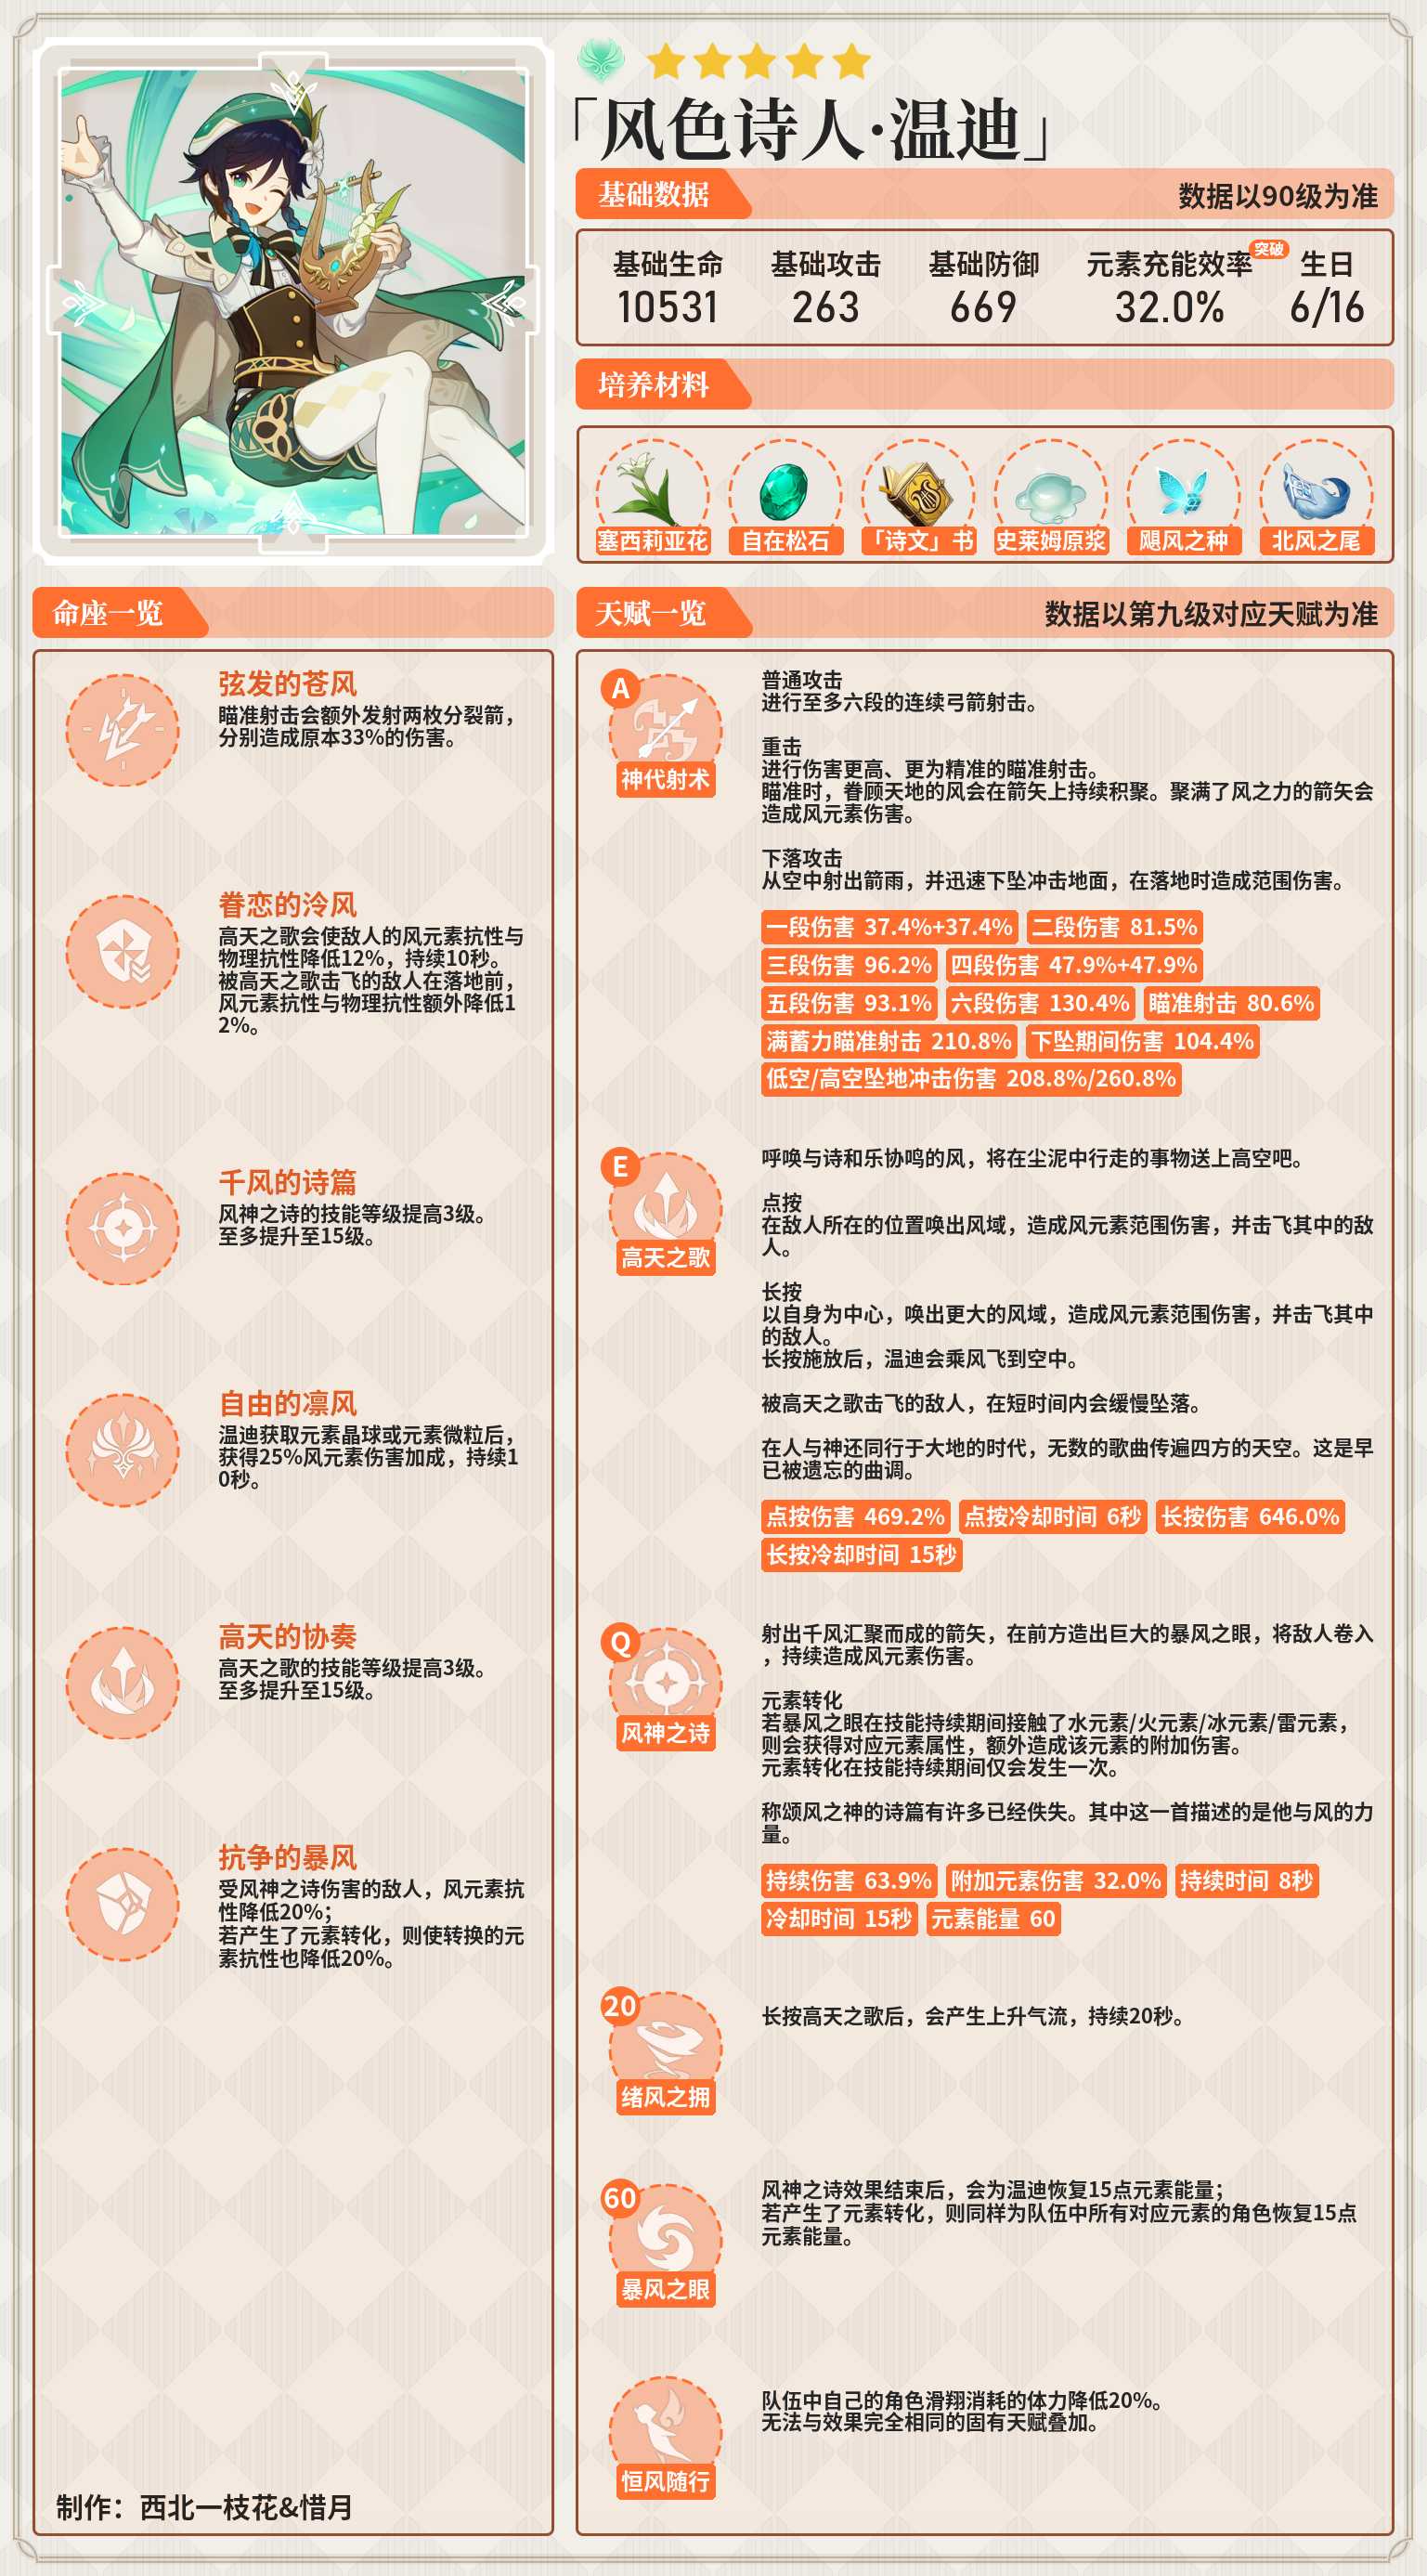 「风色诗人·温迪」
基础数据
数据以90级为准
基础生命 基础攻击 基础防御 元素充能效率 突破 生日
10531 263 669 32.0% 6/16
培养材料
塞西莉亚花 自在松石 「诗文」书 史莱姆原浆 飓风之种 北风之尾
命座一览
弦发的苍风
瞄准射击会额外发射两枚分裂箭，
分别造成原本33%的伤害。
眷恋的泠风
高天之歌会使敌人的风元素抗性与
物理抗性降低12%，持续10秒。
被高天之歌击飞的敌人在落地前，
风元素抗性与物理抗性额外降低1
2%。
千风的诗篇
风神之诗的技能等级提高3级。
至多提升至15级。
自由的凛风
温迪获取元素晶球或元素微粒后，
获得25%风元素伤害加成，持续1
0秒。
高天的协奏
高天之歌的技能等级提高3级。
至多提升至15级。
抗争的暴风
受风神之诗伤害的敌人，风元素抗
性降低20%；
若产生了元素转化，则使转换的元
素抗性也降低20%。
制作：西北一枝花&惜月
天赋一览
数据以第九级对应天赋为准
A
神代射术
普通攻击
进行至多六段的连续弓箭射击。
重击
进行伤害更高、更为精准的瞄准射击。
瞄准时，眷顾天地的风会在箭矢上持续积聚。聚满了风之力的箭矢会
造成风元素伤害。
下落攻击
从空中射出箭雨，并迅速下坠冲击地面，在落地时造成范围伤害。
一段伤害 37.4%+37.4% 二段伤害 81.5%
三段伤害 96.2% 四段伤害 47.9%+47.9%
五段伤害 93.1% 六段伤害 130.4% 瞄准射击 80.6%
满蓄力瞄准射击 210.8% 下坠期间伤害 104.4%
低空/高空坠地冲击伤害 208.8%/260.8%
E
高天之歌
呼唤与诗和乐协鸣的风，将在尘泥中行走的事物送上高空吧。
点按
在敌人所在的位置唤出风域，造成风元素范围伤害，并击飞其中的敌
人。
长按
以自身为中心，唤出更大的风域，造成风元素范围伤害，并击飞其中
的敌人。
长按施放后，温迪会乘风飞到空中。
被高天之歌击飞的敌人，在短时间内会缓慢坠落。
在人与神还同行于大地的时代，无数的歌曲传遍四方的天空。这是早
已被遗忘的曲调。
点按伤害 469.2% 点按冷却时间 6秒 长按伤害 646.0%
长按冷却时间 15秒
Q
风神之诗
射出千风汇聚而成的箭矢，在前方造出巨大的暴风之眼，将敌人卷入
，持续造成风元素伤害。
元素转化
若暴风之眼在技能持续期间接触了水元素/火元素/冰元素/雷元素，
则会获得对应元素属性，额外造成该元素的附加伤害。
元素转化在技能持续期间仅会发生一次。
称颂风之神的诗篇有许多已经佚失。其中这一首描述的是他与风的力
量。
持续伤害 63.9% 附加元素伤害 32.0% 持续时间 8秒
冷却时间 15秒 元素能量 60
20
绪风之拥
长按高天之歌后，会产生上升气流，持续20秒。
60
暴风之眼
风神之诗效果结束后，会为温迪恢复15点元素能量；
若产生了元素转化，则同样为队伍中所有对应元素的角色恢复15点
元素能量。
恒风随行
队伍中自己的角色滑翔消耗的体力降低20%。
无法与效果完全相同的固有天赋叠加。